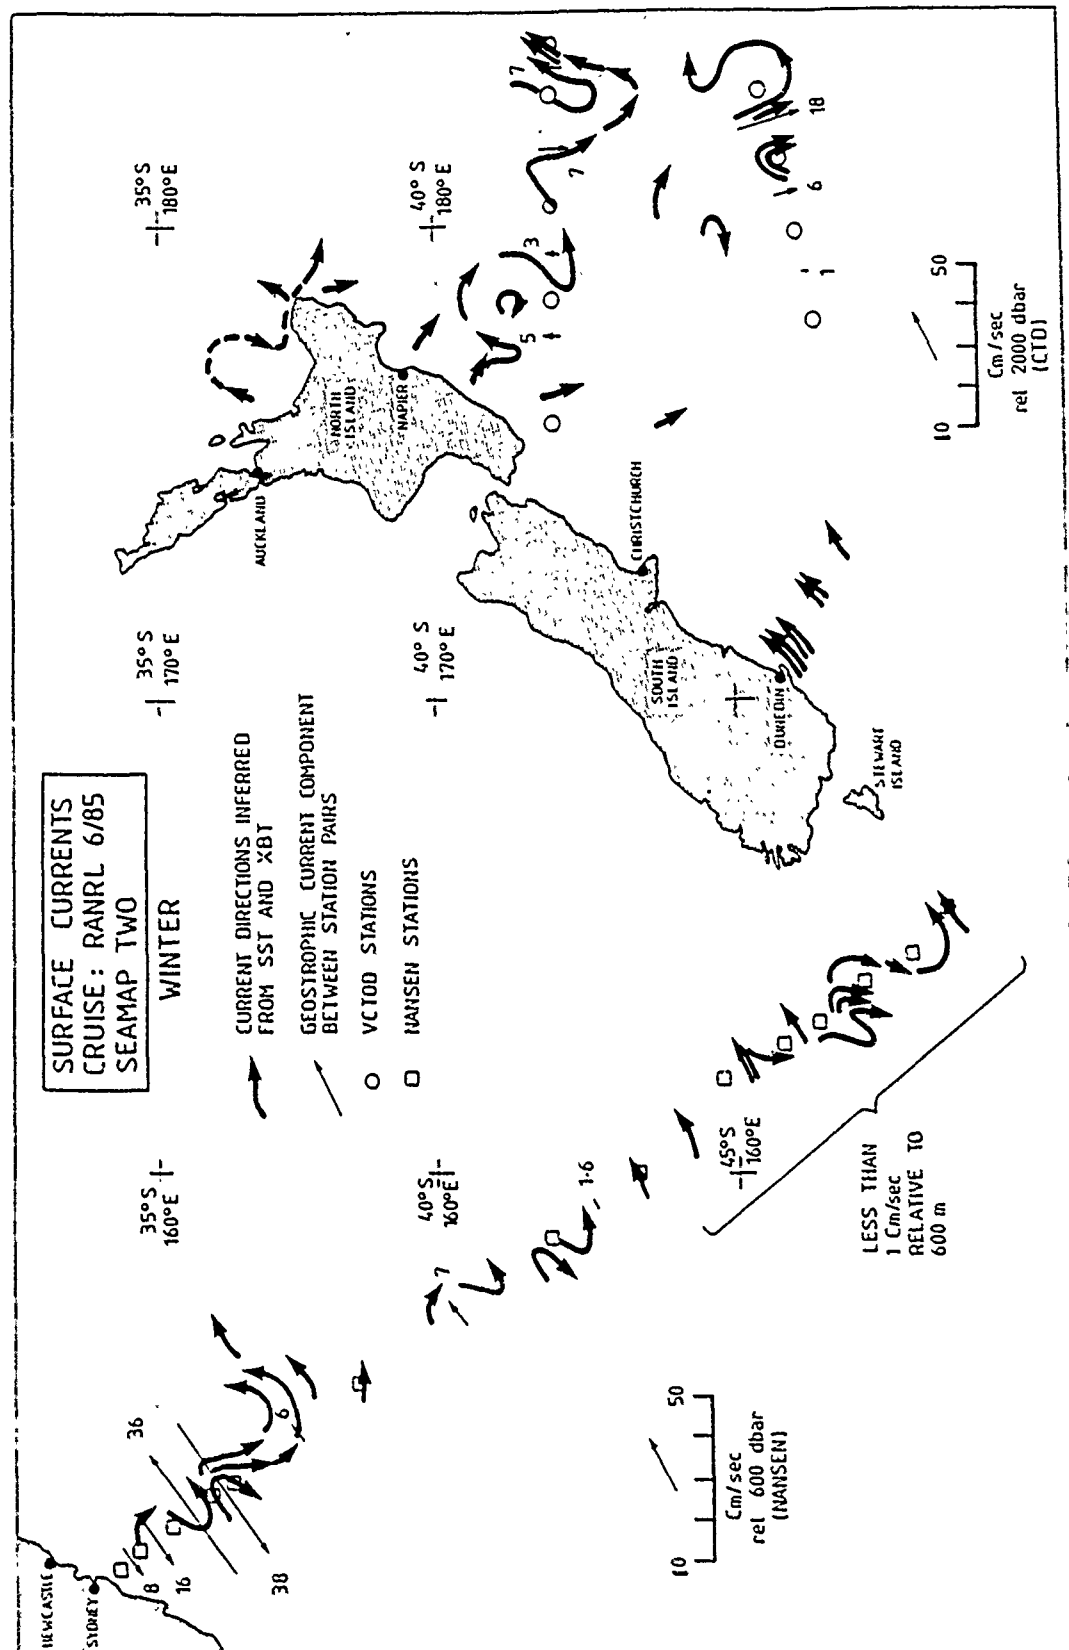 SURFACE CURRENTS
CRUISE: RANRL 6/85
SEAMAP TWO
WINTER
CURRENT DIRECTIONS INFERRED
FROM SST AND XBT
GEOSTROPHIC CURRENT COMPONENT
BETWEEN STATION PAIRS
VCTOD STATIONS
NANSEN STATIONS
35°S
160°E
35°S
170°E
35°S
180°E
40°S
160°E
40°S
170°E
40°S
180°E
45°S
160°E
NEWCASTLE
SYDNEY
8
16
38
36
6
7
1·6
LESS THAN
1 Cm/sec
RELATIVE TO
600 m
10
50
Cm/sec
rel 600 dbar
(NANSEN)
AUCKLAND
NORTH
ISLAND
NAPIER
CHRISTCHURCH
SOUTH
ISLAND
DUNEDIN
STEWART
ISLAND
5
3
7
7
1
6
18
10
50
Cm/sec
rel 2000 dbar
(CTD)